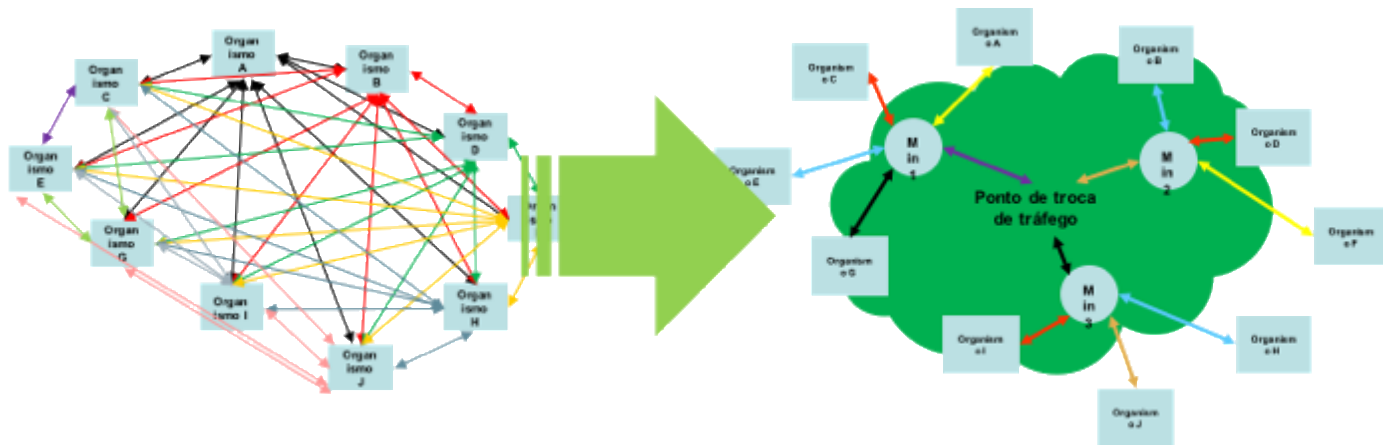 Organ
ismo
A
Organ
ismo
B
Organ
ismo
C
Organ
ismo
D
Organ
ismo
E
Organ
ismo
Organ
ismo
G
Organ
ismo I
Organ
ismo
H
Organ
ismo
J
Organism
o A
Organism
o B
Organism
o C
Organism
o D
Organism
o E
M
in
1
M
in
2
Ponto de troca
de tráfego
Organism
o F
Organism
o G
M
in
3
Organism
o I
Organism
o H
Organism
o J